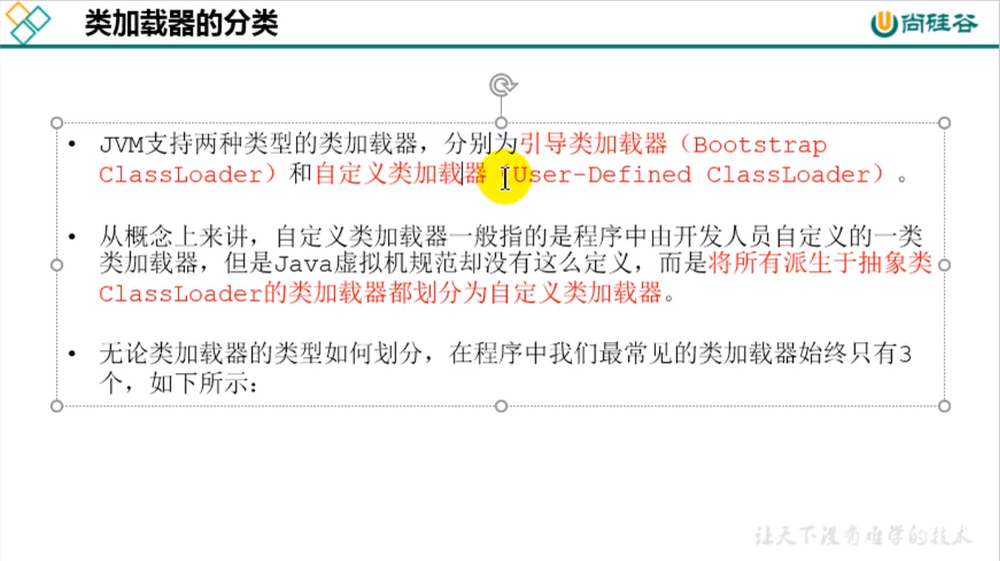 类加载器的分类
尚硅谷
• JVM支持两种类型的类加载器，分别为引导类加载器（Bootstrap
ClassLoader）和自定义类加载器（User-Defined ClassLoader）。
• 从概念上来讲，自定义类加载器一般指的是程序中由开发人员自定义的一类
类加载器，但是Java虚拟机规范却没有这么定义，而是将所有派生于抽象类
ClassLoader的类加载器都划分为自定义类加载器。
• 无论类加载器的类型如何划分，在程序中我们最常见的类加载器始终只有3
个，如下所示：
让天下没有难学的技术